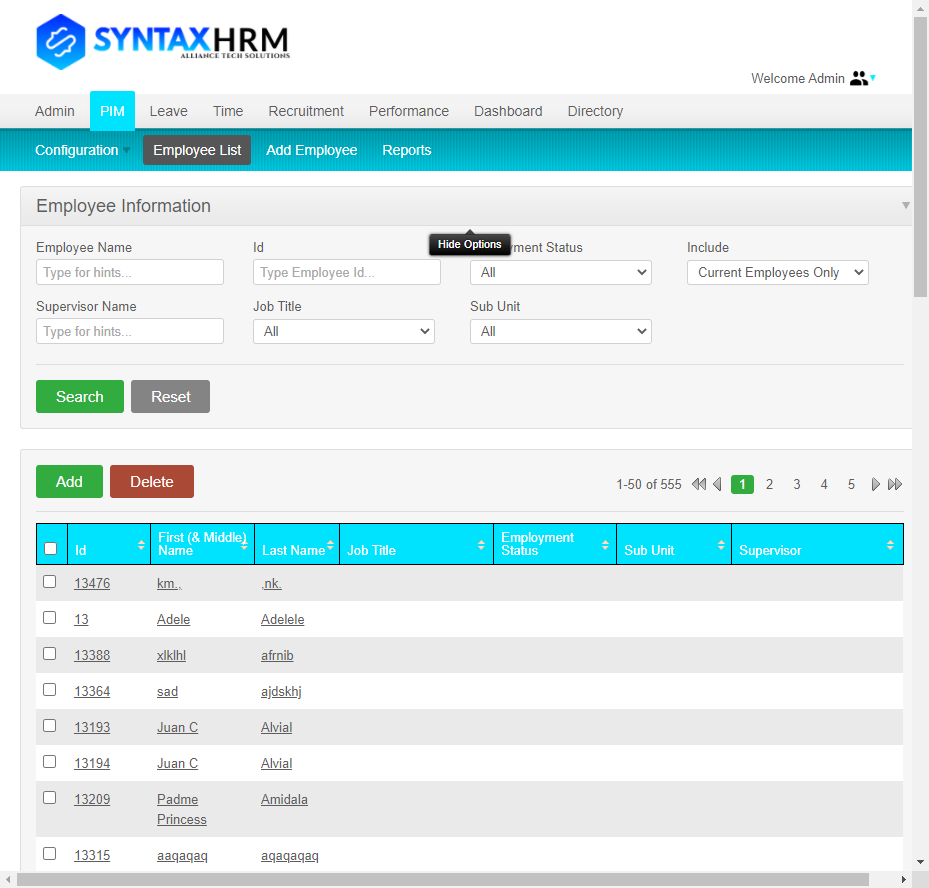 SYNTAXHRM
ALLIANCE TECH SOLUTIONS
Welcome Admin
Admin PIM Leave Time Recruitment Performance Dashboard Directory
Configuration Employee List Add Employee Reports
Employee Information
Hide Options
Employee Name Id yment Status Include
Type for hints... Type Employee Id... All Current Employees Only
Supervisor Name Job Title Sub Unit
Type for hints... All All
Search Reset
Add Delete
1-50 of 555 1 2 3 4 5
Id First (& Middle) Name Last Name Job Title Employment Status Sub Unit Supervisor
13476 km., ,nk.
13 Adele Adelele
13388 xlklhl afrnib
13364 sad ajdskhj
13193 Juan C Alvial
13194 Juan C Alvial
13209 Padme Amidala
Princess
13315 aaqaqaq aqaqaqaq